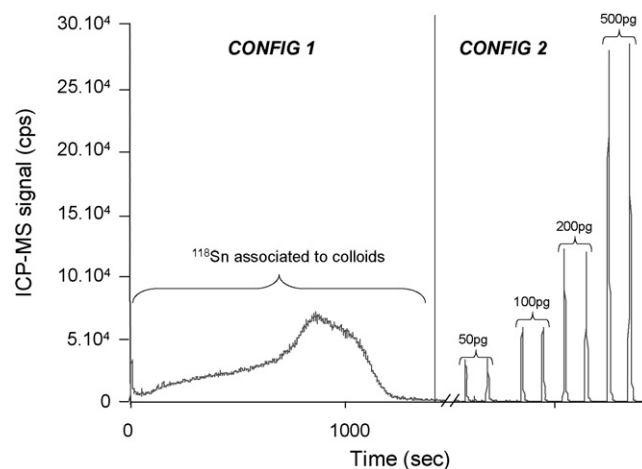 30.10⁴
25.10⁴
20.10⁴
15.10⁴
10.10⁴
5.10⁴
0
ICP-MS signal (cps)
CONFIG 1
CONFIG 2
¹¹⁸Sn associated to colloids
50pg
100pg
200pg
500pg
0
1000
Time (sec)